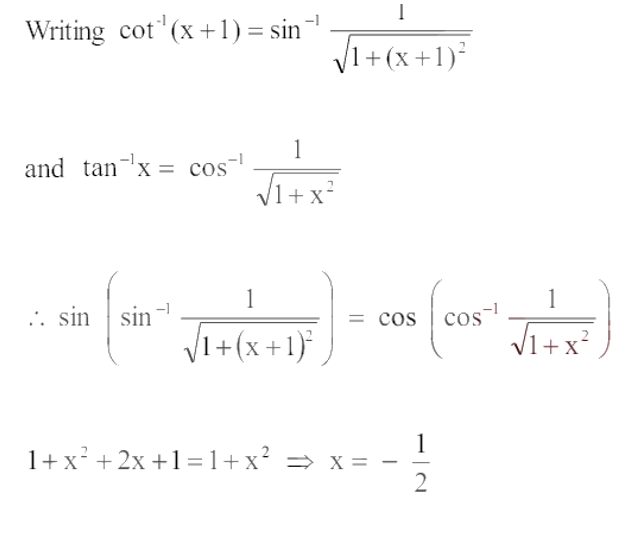 Writing cot⁻¹(x+1) = sin⁻¹ 1/√(1+(x+1)²)
and tan⁻¹x = cos⁻¹ 1/√(1+x²)
∴ sin (sin⁻¹ 1/√(1+(x+1)²)) = cos (cos⁻¹ 1/√(1+x²))
1+x²+2x+1=1+x² ⇒ x = − 1/2